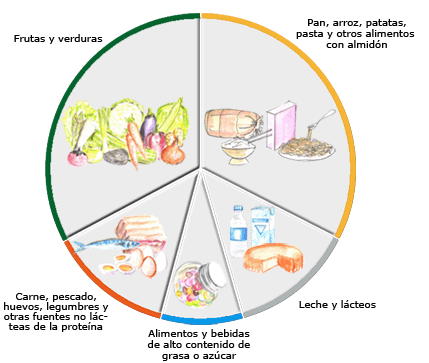 Frutas y verduras
Pan, arroz, patatas,
pasta y otros alimentos
con almidón
Carne, pescado,
huevos, legumbres y
otras fuentes no lác-
teas de la proteína
Alimentos y bebidas
de alto contenido de
grasa o azúcar
Leche y lácteos